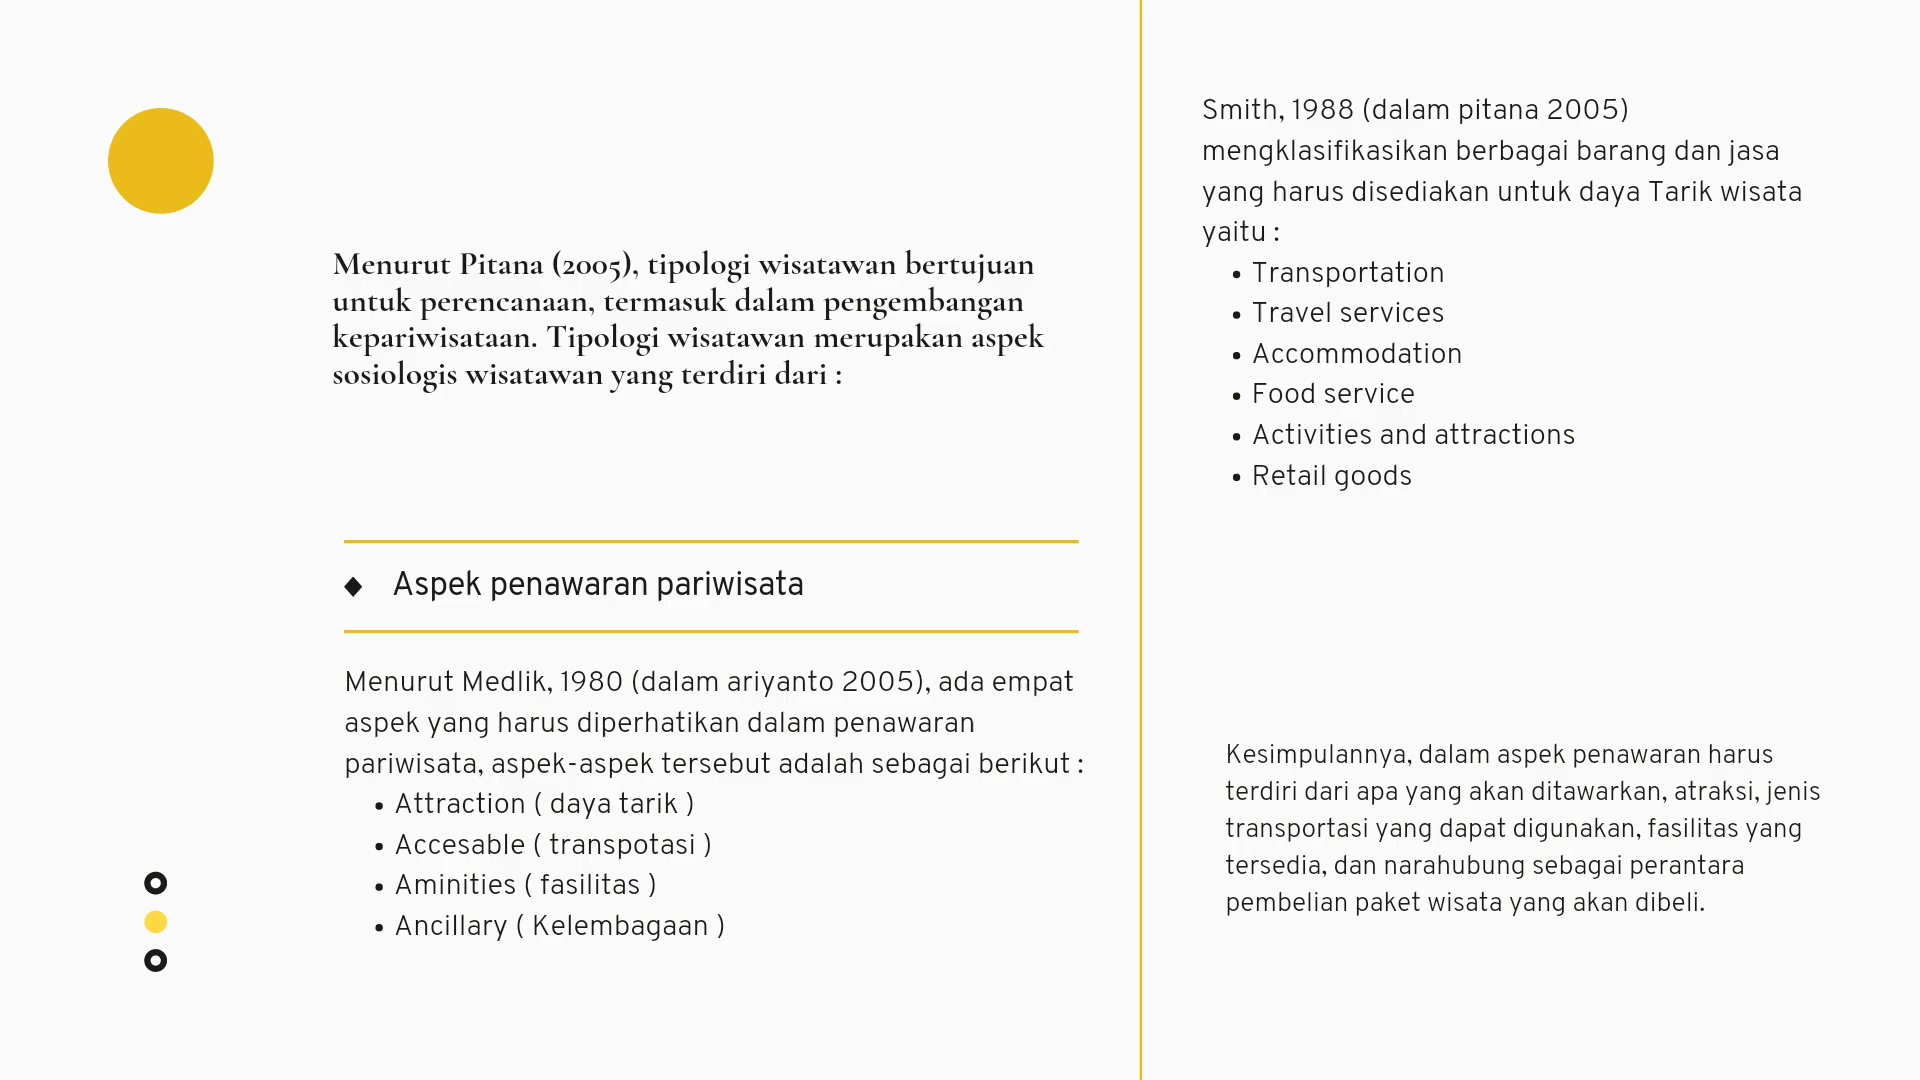 Menurut Pitana (2005), tipologi wisatawan bertujuan
untuk perencanaan, termasuk dalam pengembangan
kepariwisataan. Tipologi wisatawan merupakan aspek
sosiologis wisatawan yang terdiri dari :
◆ Aspek penawaran pariwisata
Menurut Medlik, 1980 (dalam ariyanto 2005), ada empat
aspek yang harus diperhatikan dalam penawaran
pariwisata, aspek-aspek tersebut adalah sebagai berikut :
• Attraction ( daya tarik )
• Accesable ( transpotasi )
• Aminities ( fasilitas )
• Ancillary ( Kelembagaan )
Smith, 1988 (dalam pitana 2005)
mengklasifikasikan berbagai barang dan jasa
yang harus disediakan untuk daya Tarik wisata
yaitu :
• Transportation
• Travel services
• Accommodation
• Food service
• Activities and attractions
• Retail goods
Kesimpulannya, dalam aspek penawaran harus
terdiri dari apa yang akan ditawarkan, atraksi, jenis
transportasi yang dapat digunakan, fasilitas yang
tersedia, dan narahubung sebagai perantara
pembelian paket wisata yang akan dibeli.